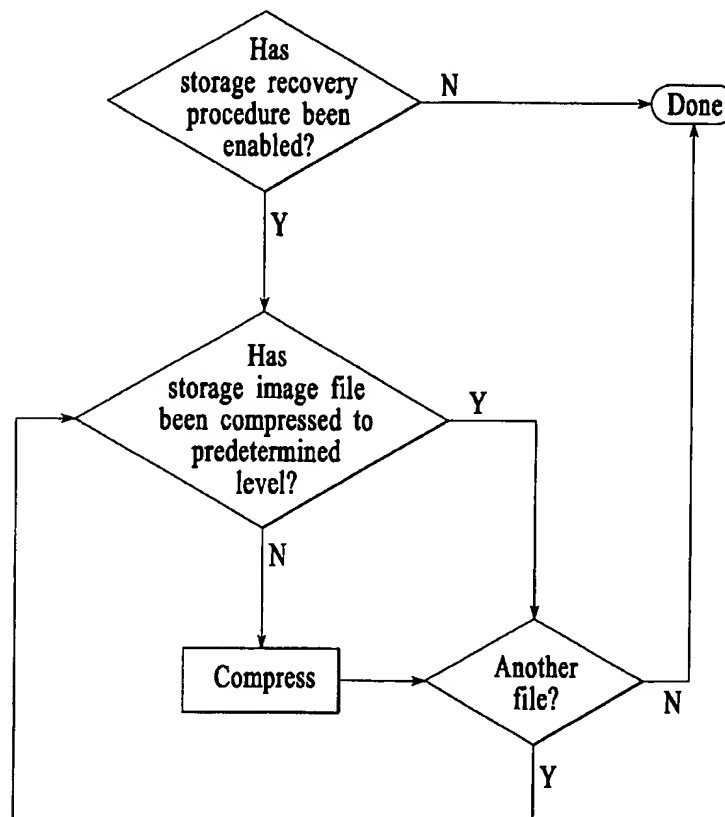 Has
storage recovery
procedure been
enabled?
N
Done
Y
Has
storage image file
been compressed to
predetermined
level?
Y
N
Compress
Another
file?
N
Y